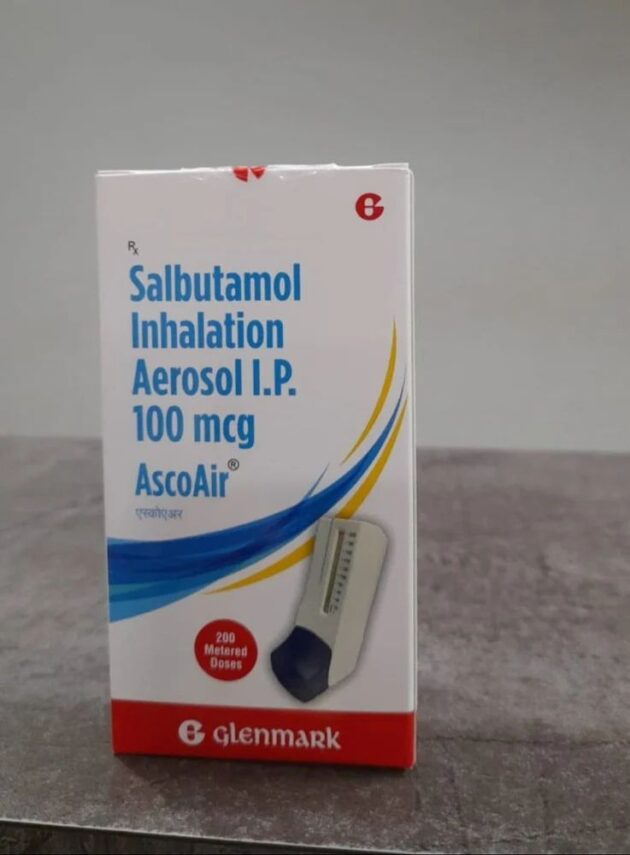 Rx
Salbutamol
Inhalation
Aerosol I.P.
100 mcg
AscoAir®
एस्कोएअर
200
Metered
Doses
Glenmark